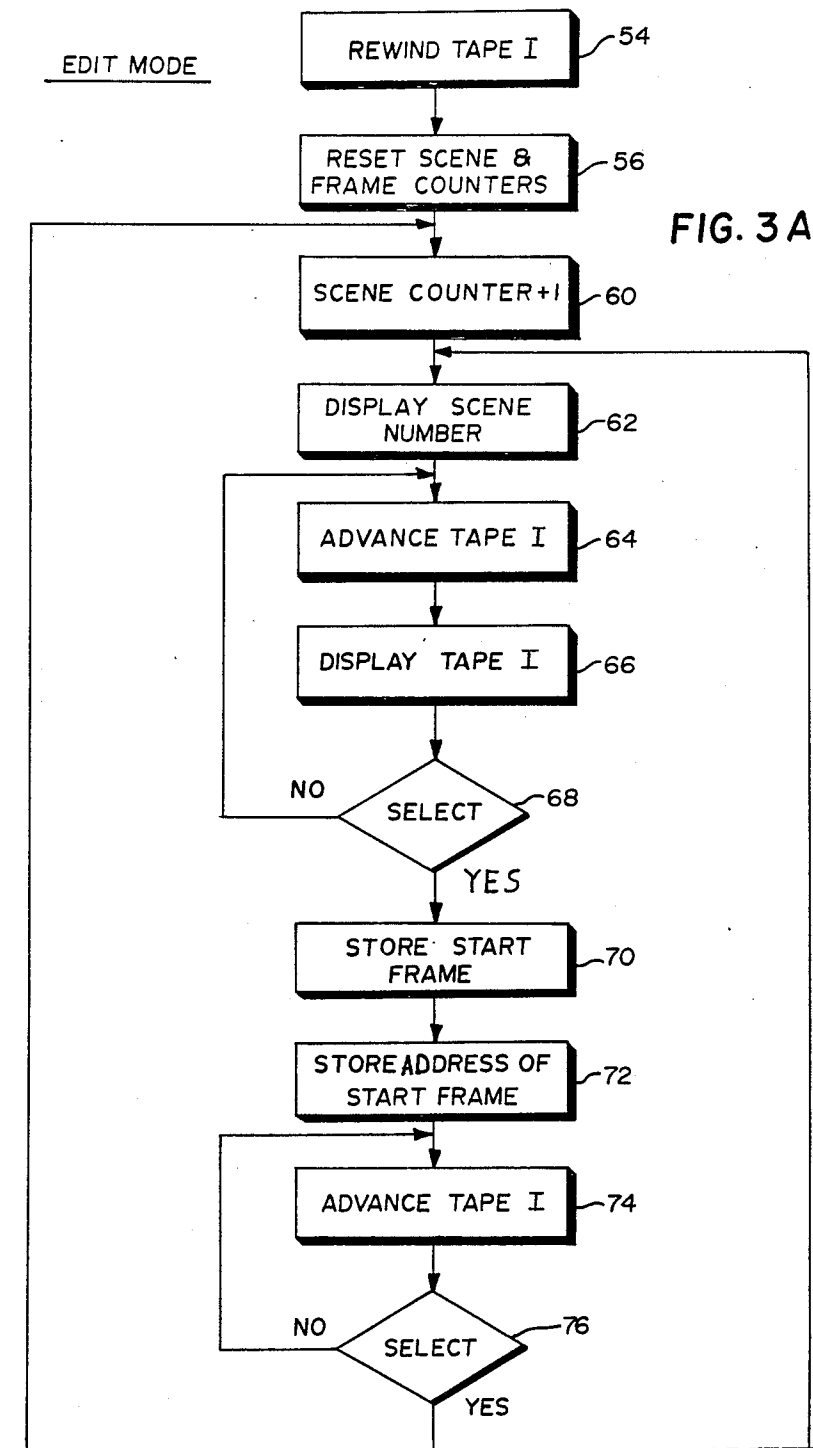 EDIT MODE
REWIND TAPE I
54
RESET SCENE &
FRAME COUNTERS
56
FIG. 3A
SCENE COUNTER+1
60
DISPLAY SCENE
NUMBER
62
ADVANCE TAPE I
64
DISPLAY TAPE I
66
NO
SELECT
68
YES
STORE START
FRAME
70
STORE ADDRESS OF
START FRAME
72
ADVANCE TAPE I
74
NO
SELECT
76
YES